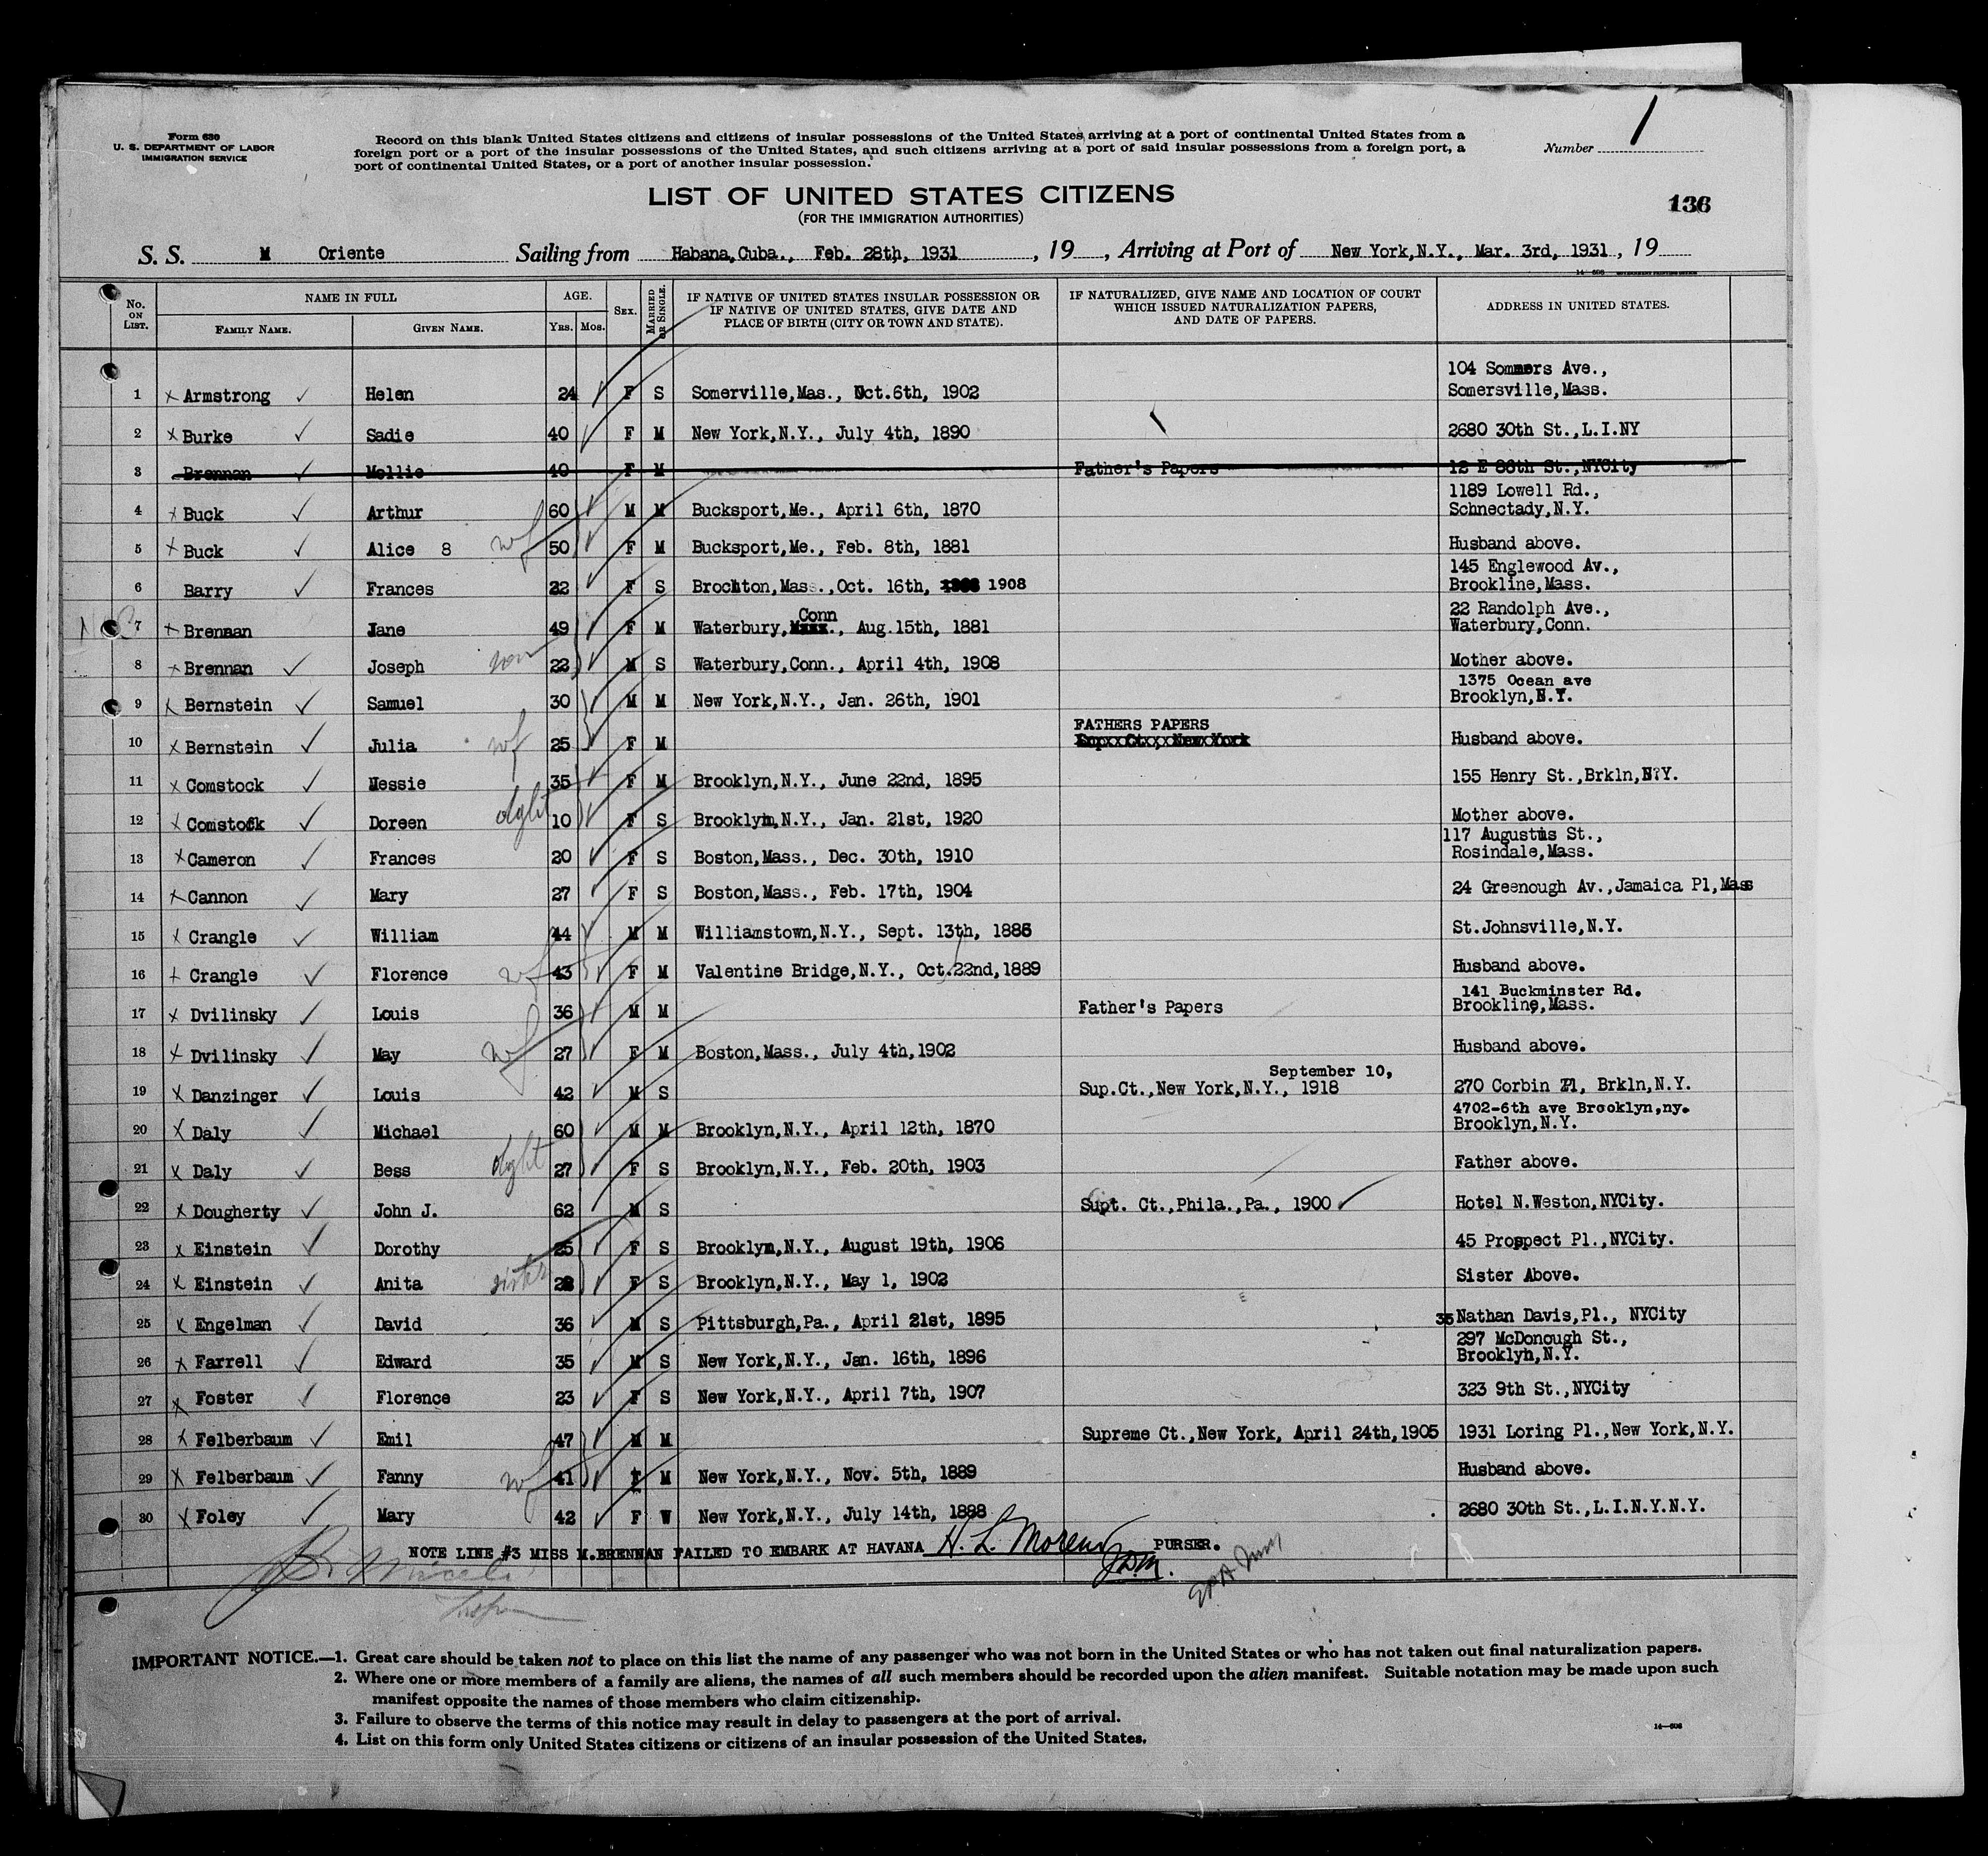 Form 630
U. S. DEPARTMENT OF LABOR
IMMIGRATION SERVICE
Record on this blank United States citizens and citizens of insular possessions of the United States arriving at a port of continental United States from a
foreign port or a port of the insular possessions of the United States, and such citizens arriving at a port of said insular possessions from a foreign port, a
port of continental United States, or a port of another insular possession.
Number 1
LIST OF UNITED STATES CITIZENS
(FOR THE IMMIGRATION AUTHORITIES)
136
S. S. M Oriente Sailing from Habana,Cuba., Feb. 28th, 1931, 19 , Arriving at Port of New York,N.Y., Mar. 3rd, 1931, 19
No. ON LIST. NAME IN FULL FAMILY NAME. GIVEN NAME. AGE. YRS. MOS. SEX. MARRIED OR SINGLE. IF NATIVE OF UNITED STATES INSULAR POSSESSION OR IF NATIVE OF UNITED STATES, GIVE DATE AND PLACE OF BIRTH (CITY OR TOWN AND STATE). IF NATURALIZED, GIVE NAME AND LOCATION OF COURT WHICH ISSUED NATURALIZATION PAPERS, AND DATE OF PAPERS. ADDRESS IN UNITED STATES.
1 x Armstrong ✓ Helen 24 F S Somerville,Mas., Oct.6th, 1902 104 Sommers Ave., Somersville,Mass.
2 x Burke ✓ Sadie 40 F M New York,N.Y., July 4th, 1890 2680 30th St.,L.I.NY
3 Brennan ✓ Mollie 40 F M Father's Papers 12 E 86th St.,NYCity
4 x Buck ✓ Arthur 60 M M Bucksport,Me., April 6th, 1870 1189 Lowell Rd., Schnectady,N.Y.
5 x Buck ✓ Alice 8 wf 50 F M Bucksport,Me., Feb. 8th, 1881 Husband above.
6 Barry ✓ Frances 22 F S Brockton,Mass.,Oct. 16th, 1908 145 Englewood Av., Brookline,Mass.
7 x Brennan Jane 49 F M Waterbury, Conn., Aug.15th, 1881 22 Randolph Ave., Waterbury,Conn.
8 x Brennan ✓ Joseph son 22 M S Waterbury,Conn., April 4th, 1908 Mother above.
9 x Bernstein ✓ Samuel 30 M M New York,N.Y., Jan. 26th, 1901 1375 Ocean ave Brooklyn,N.Y.
10 x Bernstein ✓ Julia wf 25 F M FATHERS PAPERS Husband above.
11 x Comstock ✓ Messie 35 F M Brooklyn,N.Y., June 22nd, 1895 155 Henry St.,Brkln,N.Y.
12 x Comstock ✓ Doreen dght 10 F S Brooklyn,N.Y., Jan. 21st, 1920 Mother above.
13 x Cameron ✓ Frances 20 F S Boston,Mass., Dec. 30th, 1910 117 Augustus St., Rosindale,Mass.
14 x Cannon ✓ Mary 27 F S Boston,Mass., Feb. 17th, 1904 24 Greenough Av.,Jamaica Pl,Mass
15 x Crangle ✓ William 44 M M Williamstown,N.Y., Sept. 13th, 1886 St.Johnsville,N.Y.
16 x Crangle ✓ Florence wf 43 F M Valentine Bridge,N.Y., Oct.22nd,1889 Husband above.
17 x Dvilinsky ✓ Louis 36 M M Father's Papers 141 Buckminster Rd. Brookline,Mass.
18 x Dvilinsky ✓ May wf 27 F M Boston,Mass., July 4th,1902 Husband above.
19 x Danzinger ✓ Louis 42 M S Sup.Ct.,New York,N.Y., September 10, 1918 270 Corbin Pl, Brkln,N.Y.
20 x Daly ✓ Michael 60 M M Brooklyn,N.Y., April 12th, 1870 4702-6th ave Brooklyn,ny. Brooklyn,N.Y.
21 x Daly ✓ Bess dght 27 F S Brooklyn,N.Y., Feb. 20th, 1903 Father above.
22 x Dougherty ✓ John J. 62 M S Supt. Ct.,Phila.,Pa., 1900 ✓ Hotel N.Weston,NYCity.
23 x Einstein ✓ Dorothy 25 F S Brooklyn,N.Y., August 19th, 1906 45 Prospect Pl.,NYCity.
24 x Einstein ✓ Anita sister 28 F S Brooklyn,N.Y., May 1, 1902 Sister Above.
25 x Engelman ✓ David 36 M S Pittsburgh,Pa., April 21st, 1895 35 Nathan Davis,Pl., NYCity
26 x Farrell ✓ Edward 35 M S New York,N.Y., Jan. 16th, 1896 297 McDonough St., Brooklyn,N.Y.
27 x Foster ✓ Florence 23 F S New York,N.Y., April 7th, 1907 323 9th St.,NYCity
28 x Felberbaum ✓ Emil 47 M M Supreme Ct.,New York, April 24th,1905 1931 Loring Pl.,New York,N.Y.
29 x Felberbaum ✓ Fanny wf 41 F M New York,N.Y., Nov. 5th, 1889 Husband above.
30 x Foley ✓ Mary 42 F W New York,N.Y., July 14th, 1888 2680 30th St.,L.I.N.Y.N.Y.
NOTE LINE #3 MISS M.BRENNAN FAILED TO EMBARK AT HAVANA H. L. Moreno PURSER.
IMPORTANT NOTICE.—1. Great care should be taken not to place on this list the name of any passenger who was not born in the United States or who has not taken out final naturalization papers.
2. Where one or more members of a family are aliens, the names of all such members should be recorded upon the alien manifest. Suitable notation may be made upon such
manifest opposite the names of those members who claim citizenship.
3. Failure to observe the terms of this notice may result in delay to passengers at the port of arrival.
4. List on this form only United States citizens or citizens of an insular possession of the United States.
14—606